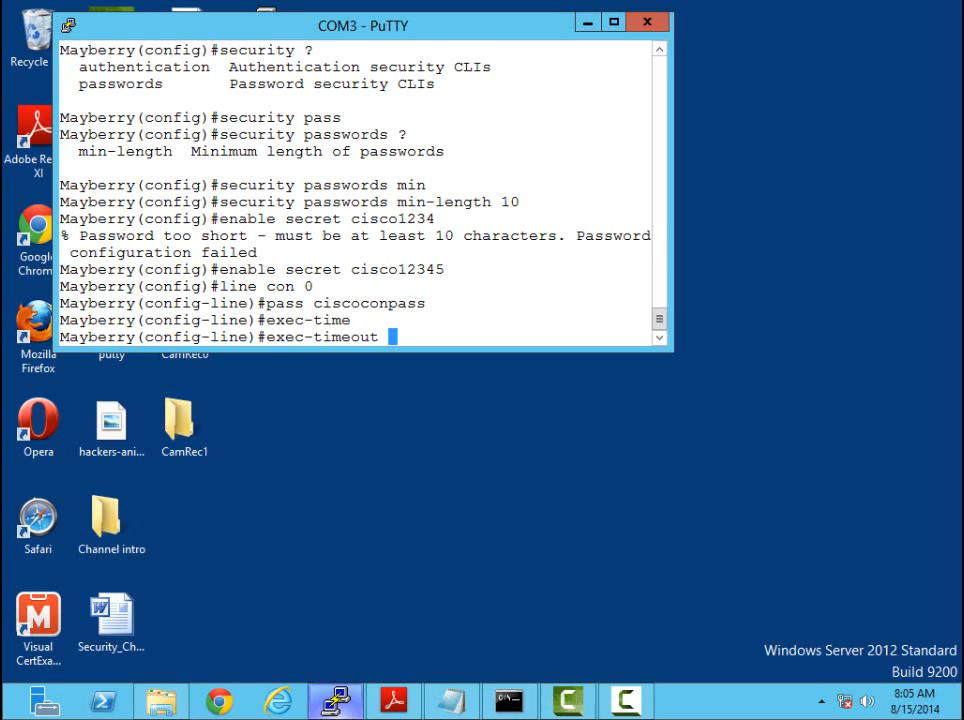 COM3 - PuTTY
Recycle
Mayberry(config)#security ?
authentication  Authentication security CLIs
passwords       Password security CLIs
Mayberry(config)#security pass
Mayberry(config)#security passwords ?
min-length  Minimum length of passwords
Mayberry(config)#security passwords min
Mayberry(config)#security passwords min-length 10
Mayberry(config)#enable secret cisco1234
% Password too short - must be at least 10 characters. Password
configuration failed
Mayberry(config)#enable secret cisco12345
Mayberry(config)#line con 0
Mayberry(config-line)#pass ciscoconpass
Mayberry(config-line)#exec-time
Mayberry(config-line)#exec-timeout
Adobe Re
XI
Googl
Chrom
Mozilla
Firefox
putty
CamRec0
Opera
hackers-ani...
CamRec1
Safari
Channel intro
Visual
CertExa...
Security_Ch...
Windows Server 2012 Standard
Build 9200
8:05 AM
8/15/2014